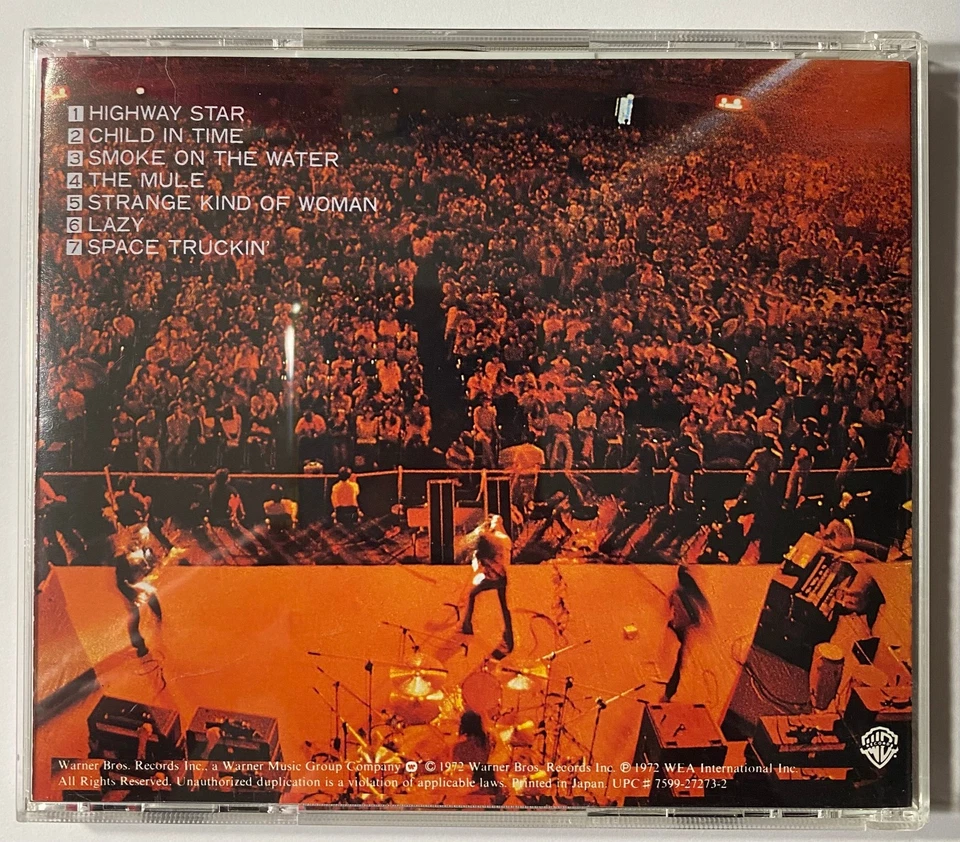 1 HIGHWAY STAR
2 CHILD IN TIME
3 SMOKE ON THE WATER
4 THE MULE
5 STRANGE KIND OF WOMAN
6 LAZY
7 SPACE TRUCKIN'
Warner Bros. Records Inc., a Warner Music Group Company © 1972 Warner Bros. Records Inc. ℗ 1972 WEA International Inc.
All Rights Reserved. Unauthorized duplication is a violation of applicable laws. Printed in Japan. UPC # 7599-27273-2